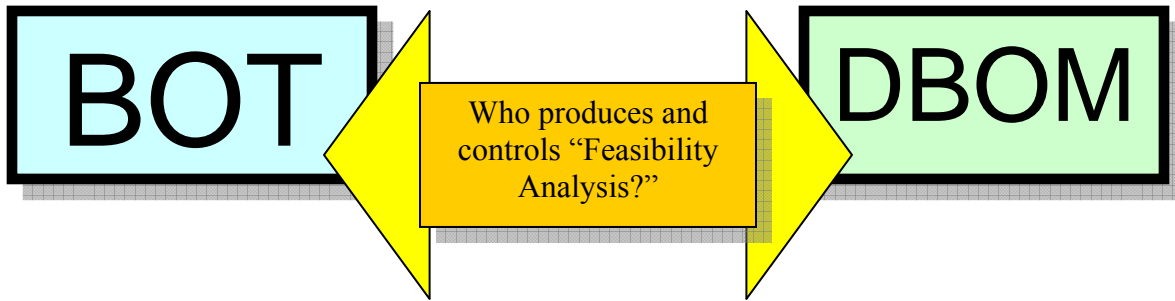 BOT
Who produces and
controls “Feasibility
Analysis?”
DBOM